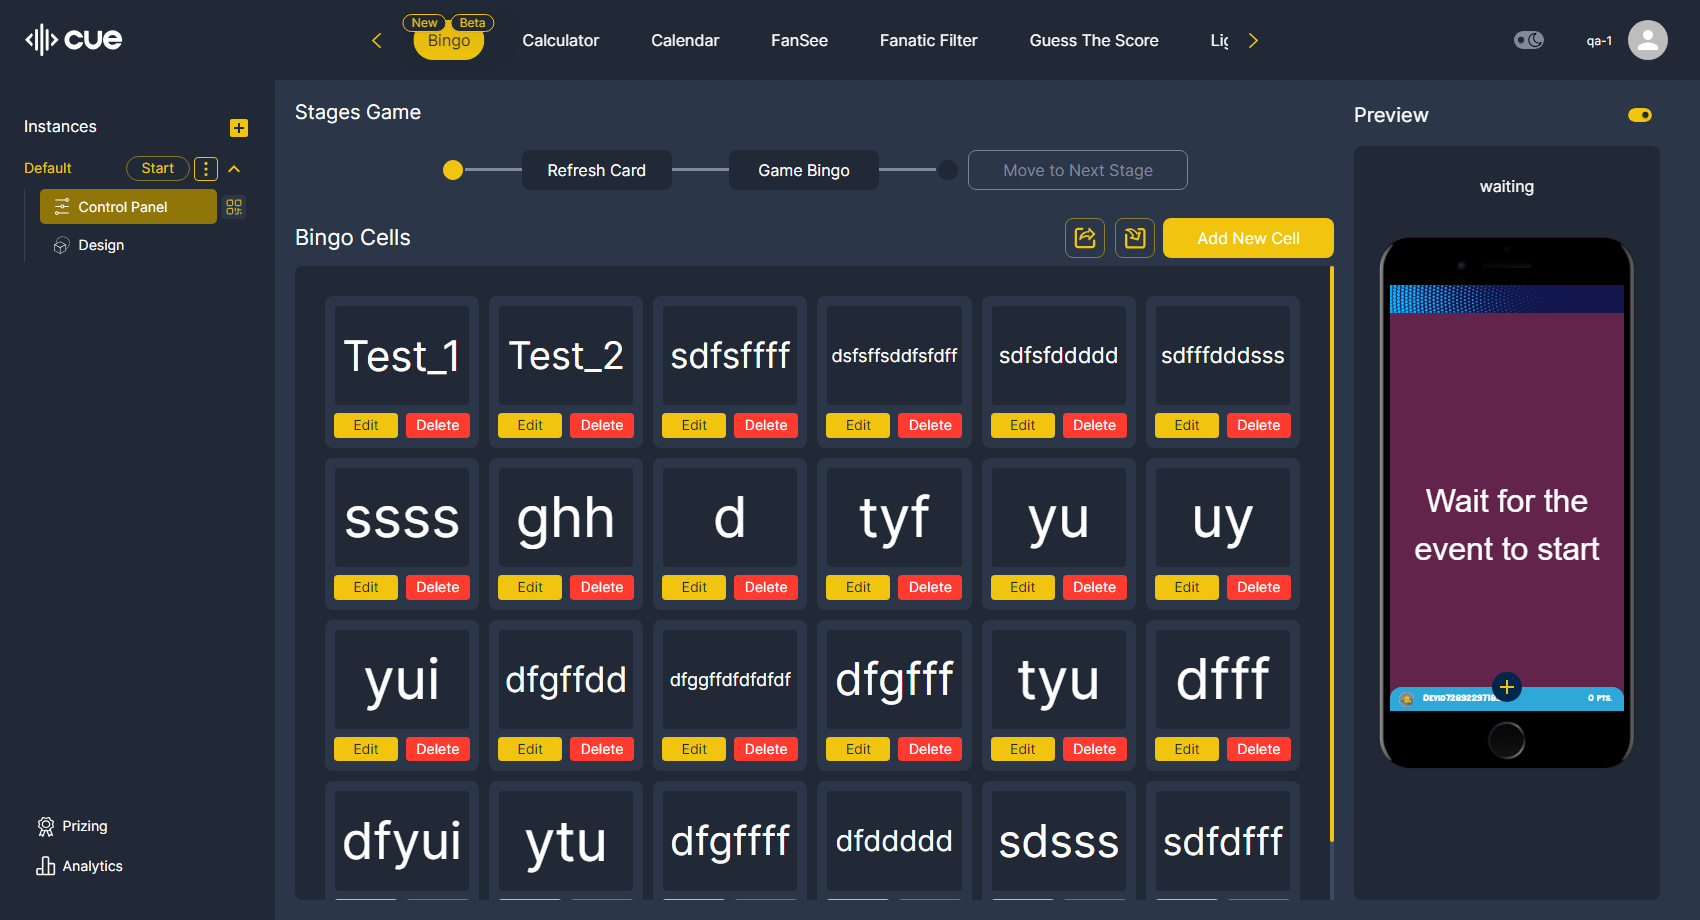 cue
New
Beta
Bingo
Calculator
Calendar
FanSee
Fanatic Filter
Guess The Score
qa-1
Instances
Default
Start
Control Panel
Design
Prizing
Analytics
Stages Game
Refresh Card
Game Bingo
Move to Next Stage
Bingo Cells
Add New Cell
Test_1
Test_2
sdfsffff
dsfsffsddfsfdff
sdfsfddddd
sdfffdddsss
Edit Delete Edit Delete Edit Delete Edit Delete Edit Delete Edit Delete
ssss
ghh
d
tyf
yu
uy
Edit Delete Edit Delete Edit Delete Edit Delete Edit Delete Edit Delete
yui
dfgffdd
dfggffdfdfdfdf
dfgfff
tyu
dfff
Edit Delete Edit Delete Edit Delete Edit Delete Edit Delete Edit Delete
dfyui
ytu
dfgffff
dfddddd
sdsss
sdfdfff
Preview
waiting
Wait for the
event to start
0 PTS.